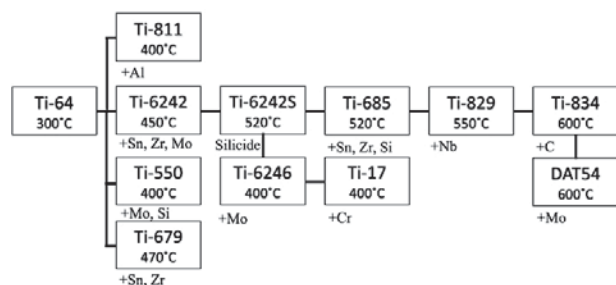 Ti-811
400˚C
+Al
Ti-64
300˚C
Ti-6242
450˚C
+Sn, Zr, Mo
Ti-6242S
520˚C
Silicide
Ti-685
520˚C
+Sn, Zr, Si
Ti-829
550˚C
+Nb
Ti-834
600˚C
+C
Ti-550
400˚C
+Mo, Si
Ti-6246
400˚C
+Mo
Ti-17
400˚C
+Cr
DAT54
600˚C
+Mo
Ti-679
470˚C
+Sn, Zr